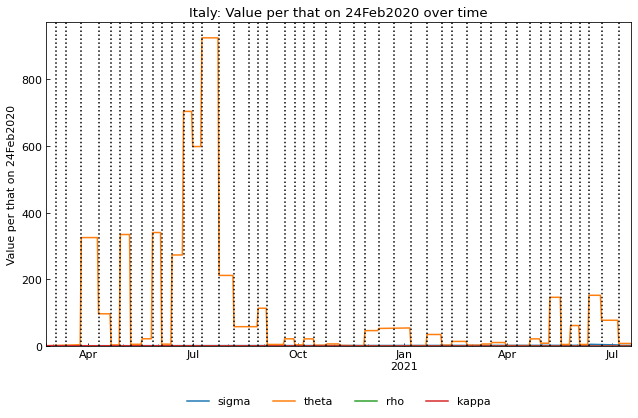 Italy: Value per that on 24Feb2020 over time
Value per that on 24Feb2020
800
600
400
200
0
Apr Jul Oct Jan Apr Jul
2021
sigma theta rho kappa